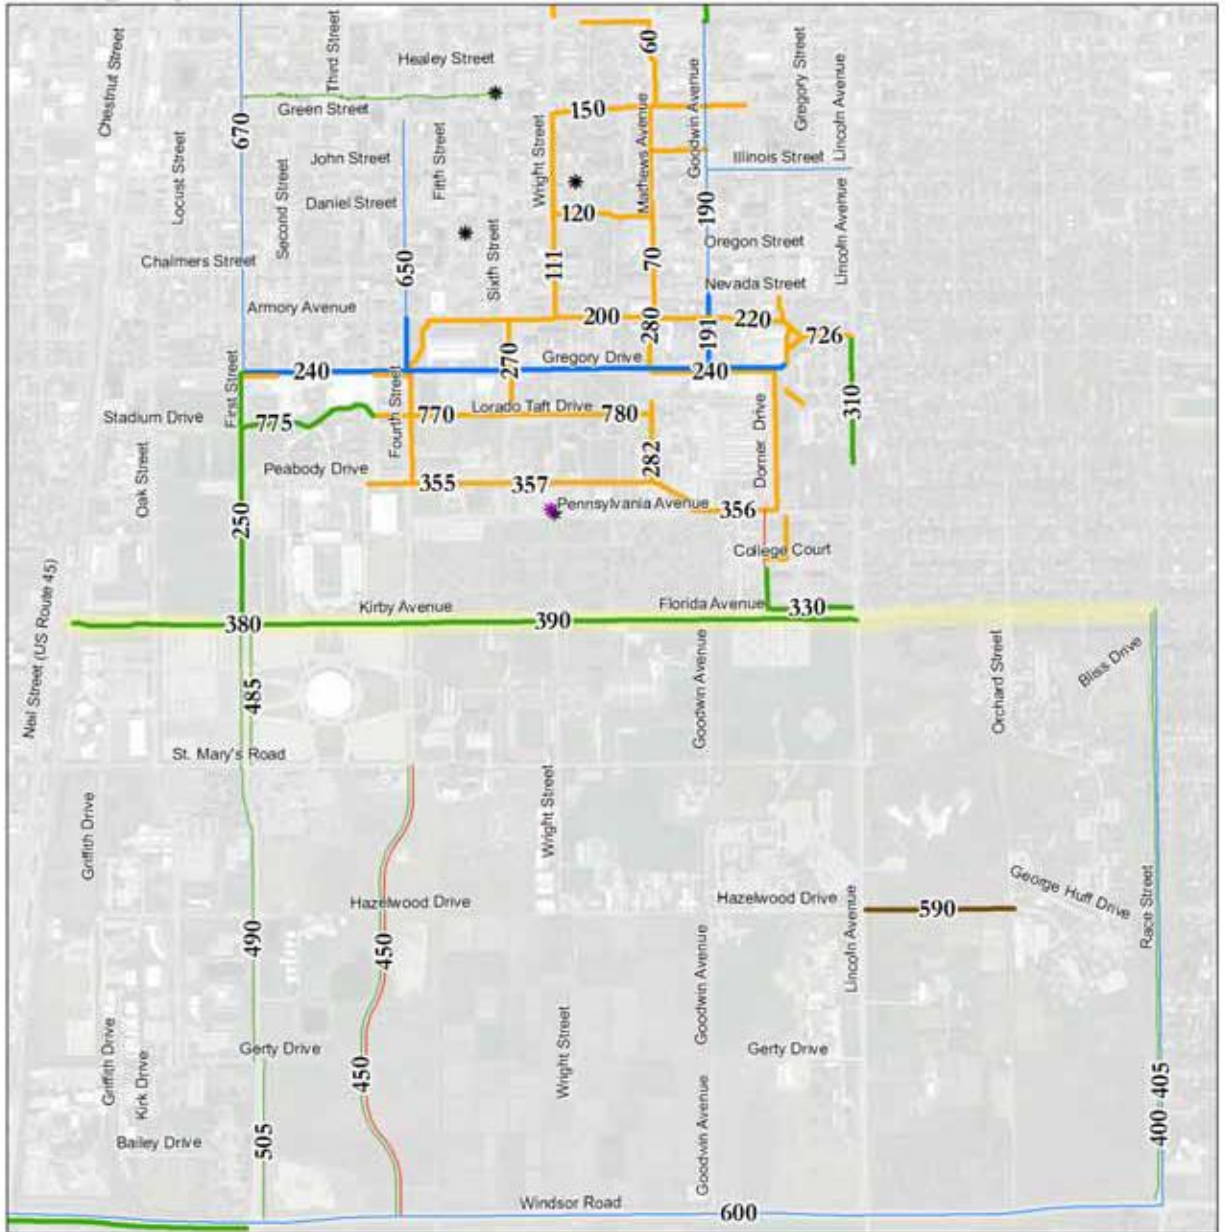 Chestnut Street
Third Street
Healey Street
60
Goodwin Avenue
Gregory Street
Lincoln Avenue
Green Street
150
670
Locust Street
Second Street
John Street
Fifth Street
Wright Street
Mathews Avenue
Illinois Street
Daniel Street
120
190
Oregon Street
Lincoln Avenue
Chalmers Street
650
Sixth Street
111
70
Nevada Street
Armory Avenue
200
280
191
220
726
First Street
240
270
Gregory Drive
240
Fourth Street
310
Stadium Drive
775
770
Lorado Taft Drive
780
Dorner Drive
Oak Street
Peabody Drive
282
355
357
Pennsylvania Avenue
356
250
College Court
Neil Street (US Route 45)
Kirby Avenue
Florida Avenue
330
380
390
485
Goodwin Avenue
Orchard Street
Bliss Drive
St. Mary's Road
Griffith Drive
Wright Street
Hazelwood Drive
Hazelwood Drive
590
George Huff Drive
Race Street
Lincoln Avenue
490
450
Goodwin Avenue
Griffith Drive
Kirk Drive
Gerty Drive
450
Wright Street
Gerty Drive
Goodwin Avenue
400
405
Bailey Drive
505
Windsor Road
600